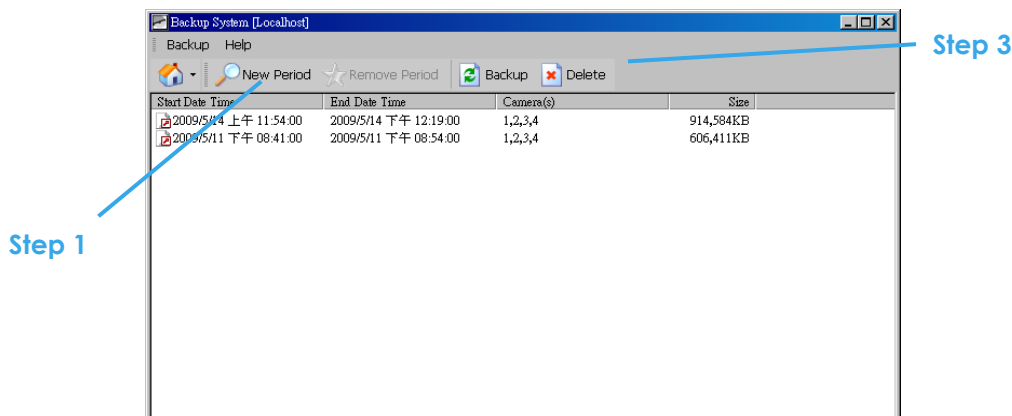 Backup System [Localhost]
Backup Help
Step 3
New Period Remove Period Backup Delete
Start Date Time End Date Time Camera(s) Size
2009/5/14 上午 11:54:00 2009/5/14 下午 12:19:00 1,2,3,4 914,584KB
2009/5/11 下午 08:41:00 2009/5/11 下午 08:54:00 1,2,3,4 606,411KB
Step 1